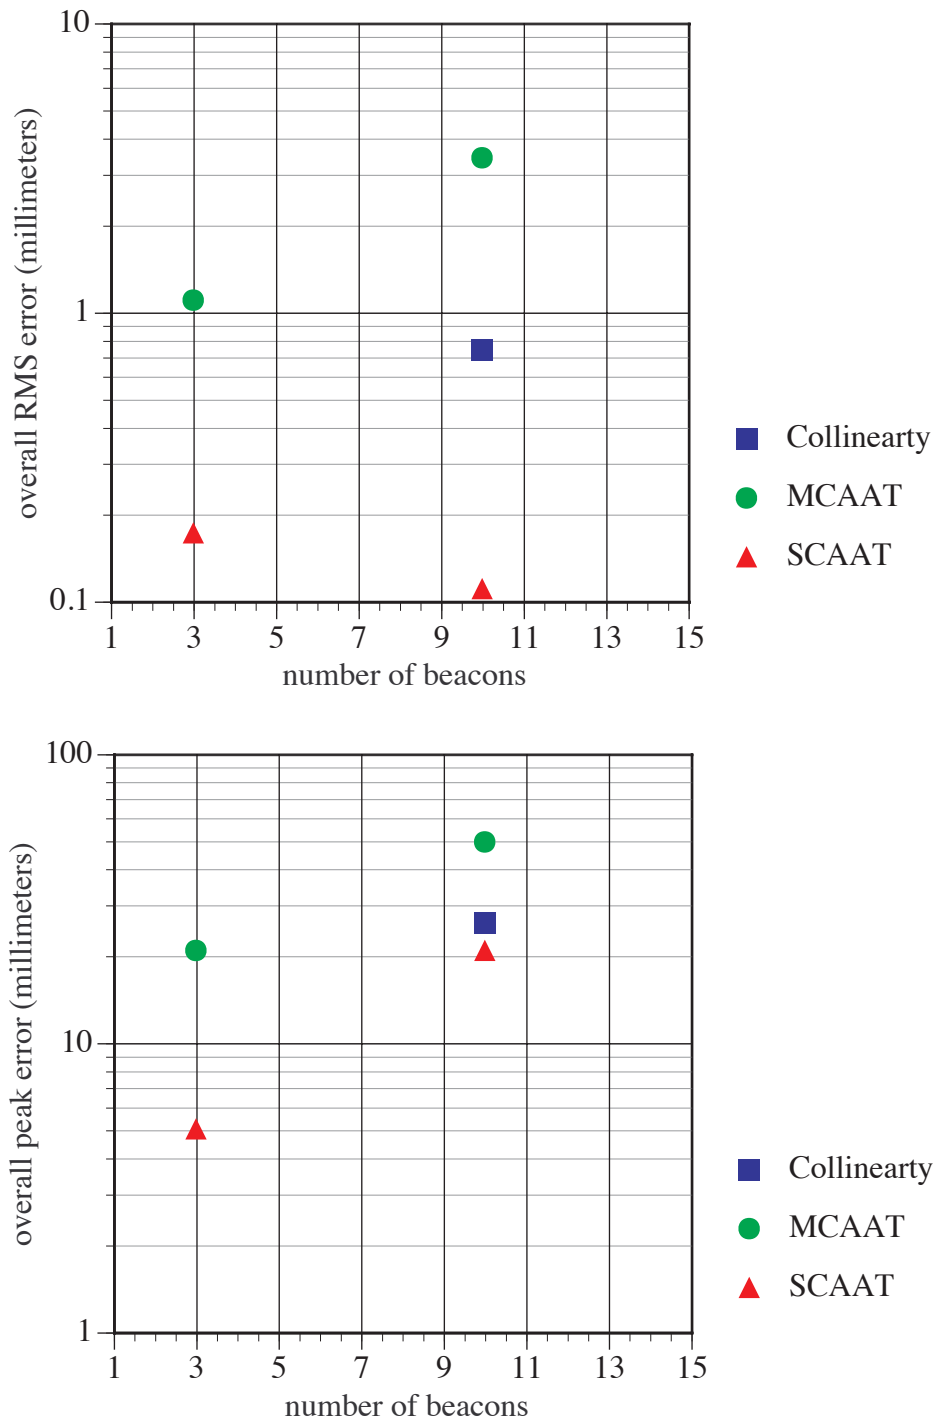 10
1
0.1
overall RMS error (millimeters)
1 3 5 7 9 11 13 15
number of beacons
Collinearty
MCAAT
SCAAT
100
10
1
overall peak error (millimeters)
1 3 5 7 9 11 13 15
number of beacons
Collinearty
MCAAT
SCAAT